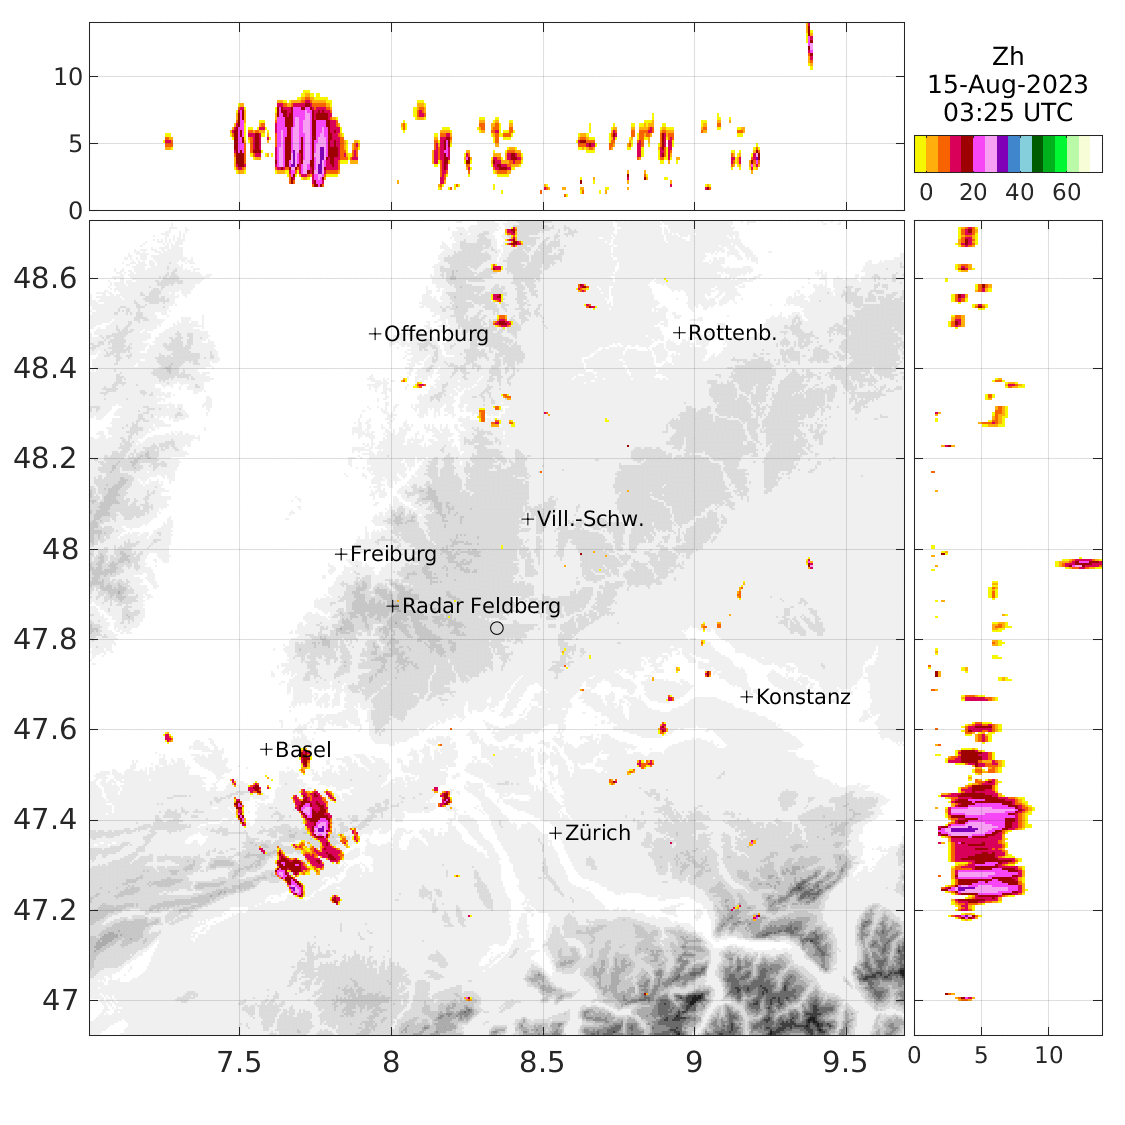 10
5
0
Zh
15-Aug-2023
03:25 UTC
0 20 40 60
48.6
48.4
48.2
48
47.8
47.6
47.4
47.2
47
Offenburg
Rottenb.
Vill.-Schw.
Freiburg
Radar Feldberg
Konstanz
Basel
Zürich
7.5 8 8.5 9 9.5
0 5 10